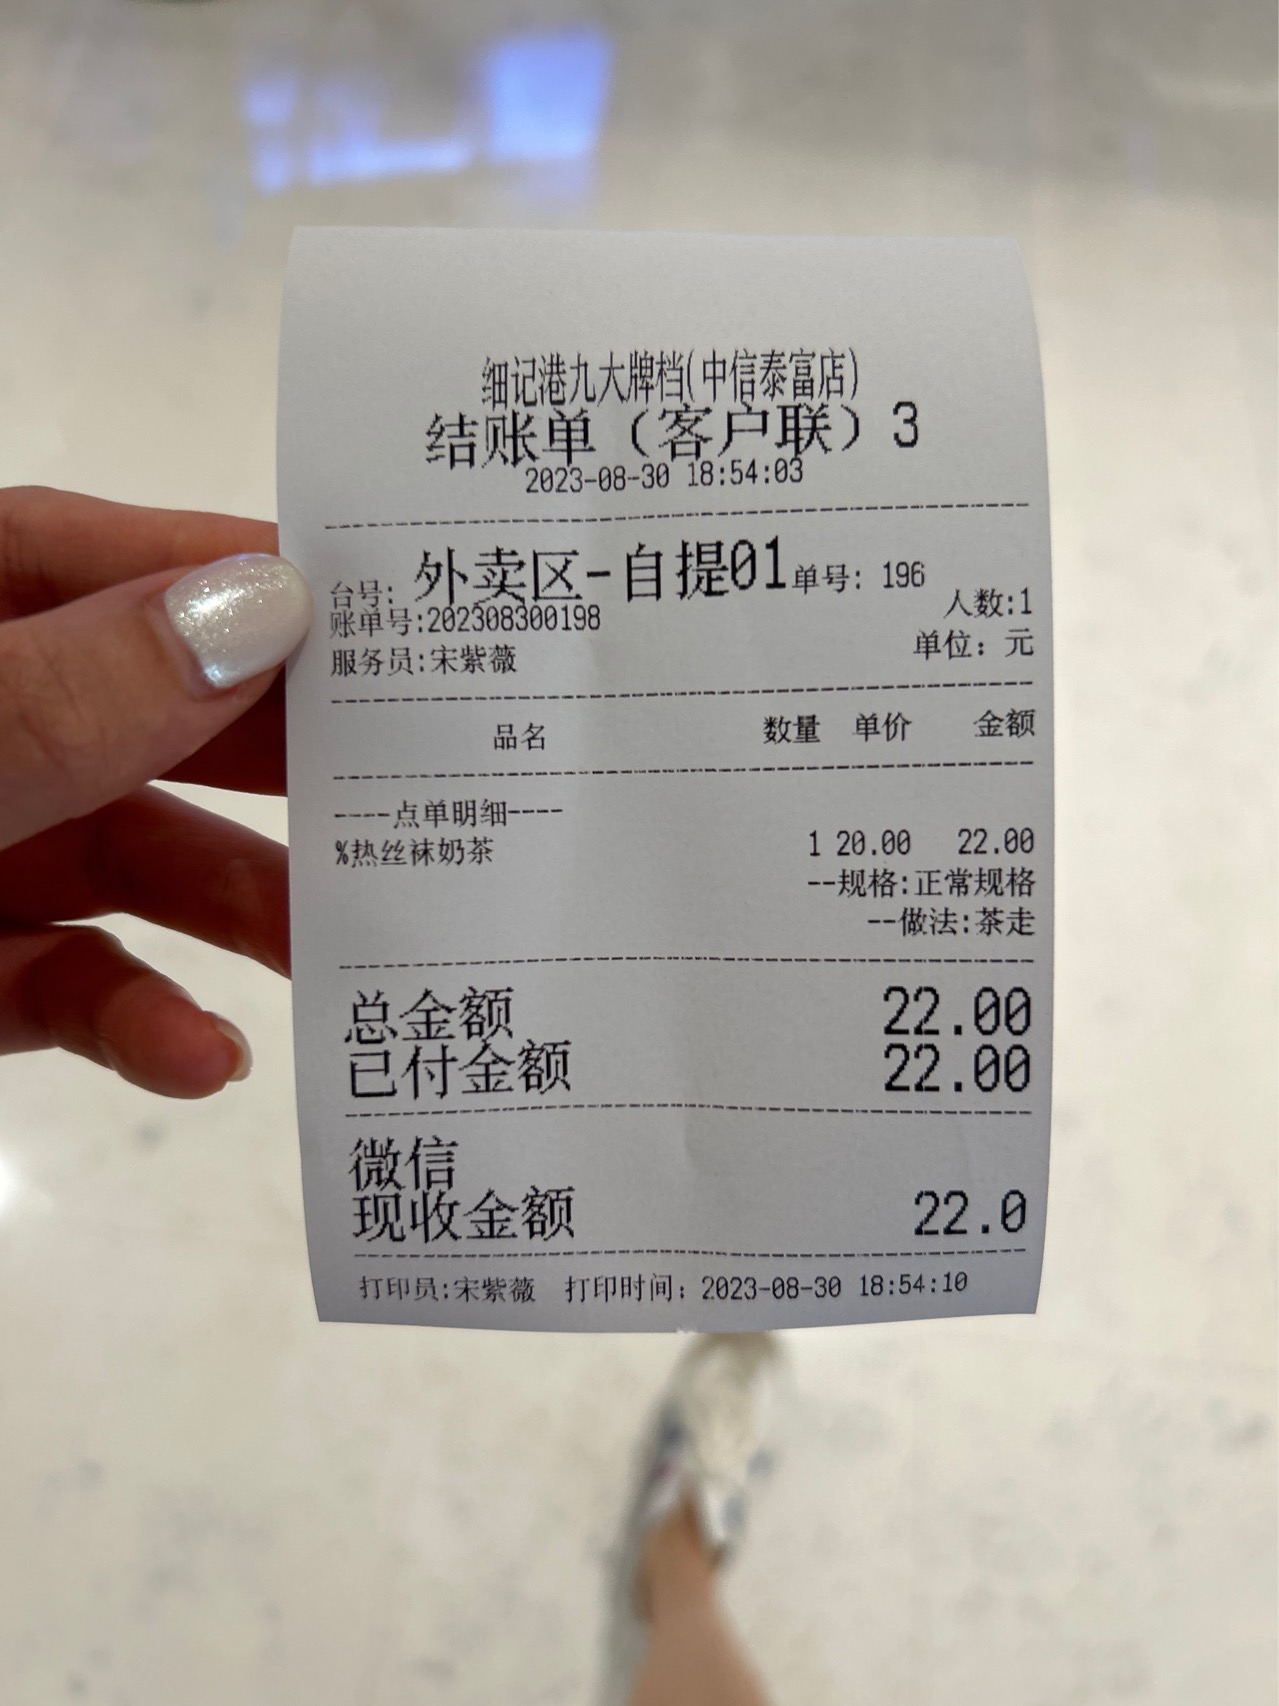 细记港九大牌档(中信泰富店)
结账单（客户联）3
2023-08-30 18:54:03
台号: 外卖区-自提01 单号: 196
人数:1
账单号:202308300198
单位：元
服务员:宋紫薇
品名 数量 单价 金额
----点单明细----
%热丝袜奶茶 1 20.00 22.00
--规格:正常规格
--做法:茶走
总金额 22.00
已付金额 22.00
微信
现收金额 22.0
打印员:宋紫薇 打印时间: 2023-08-30 18:54:10